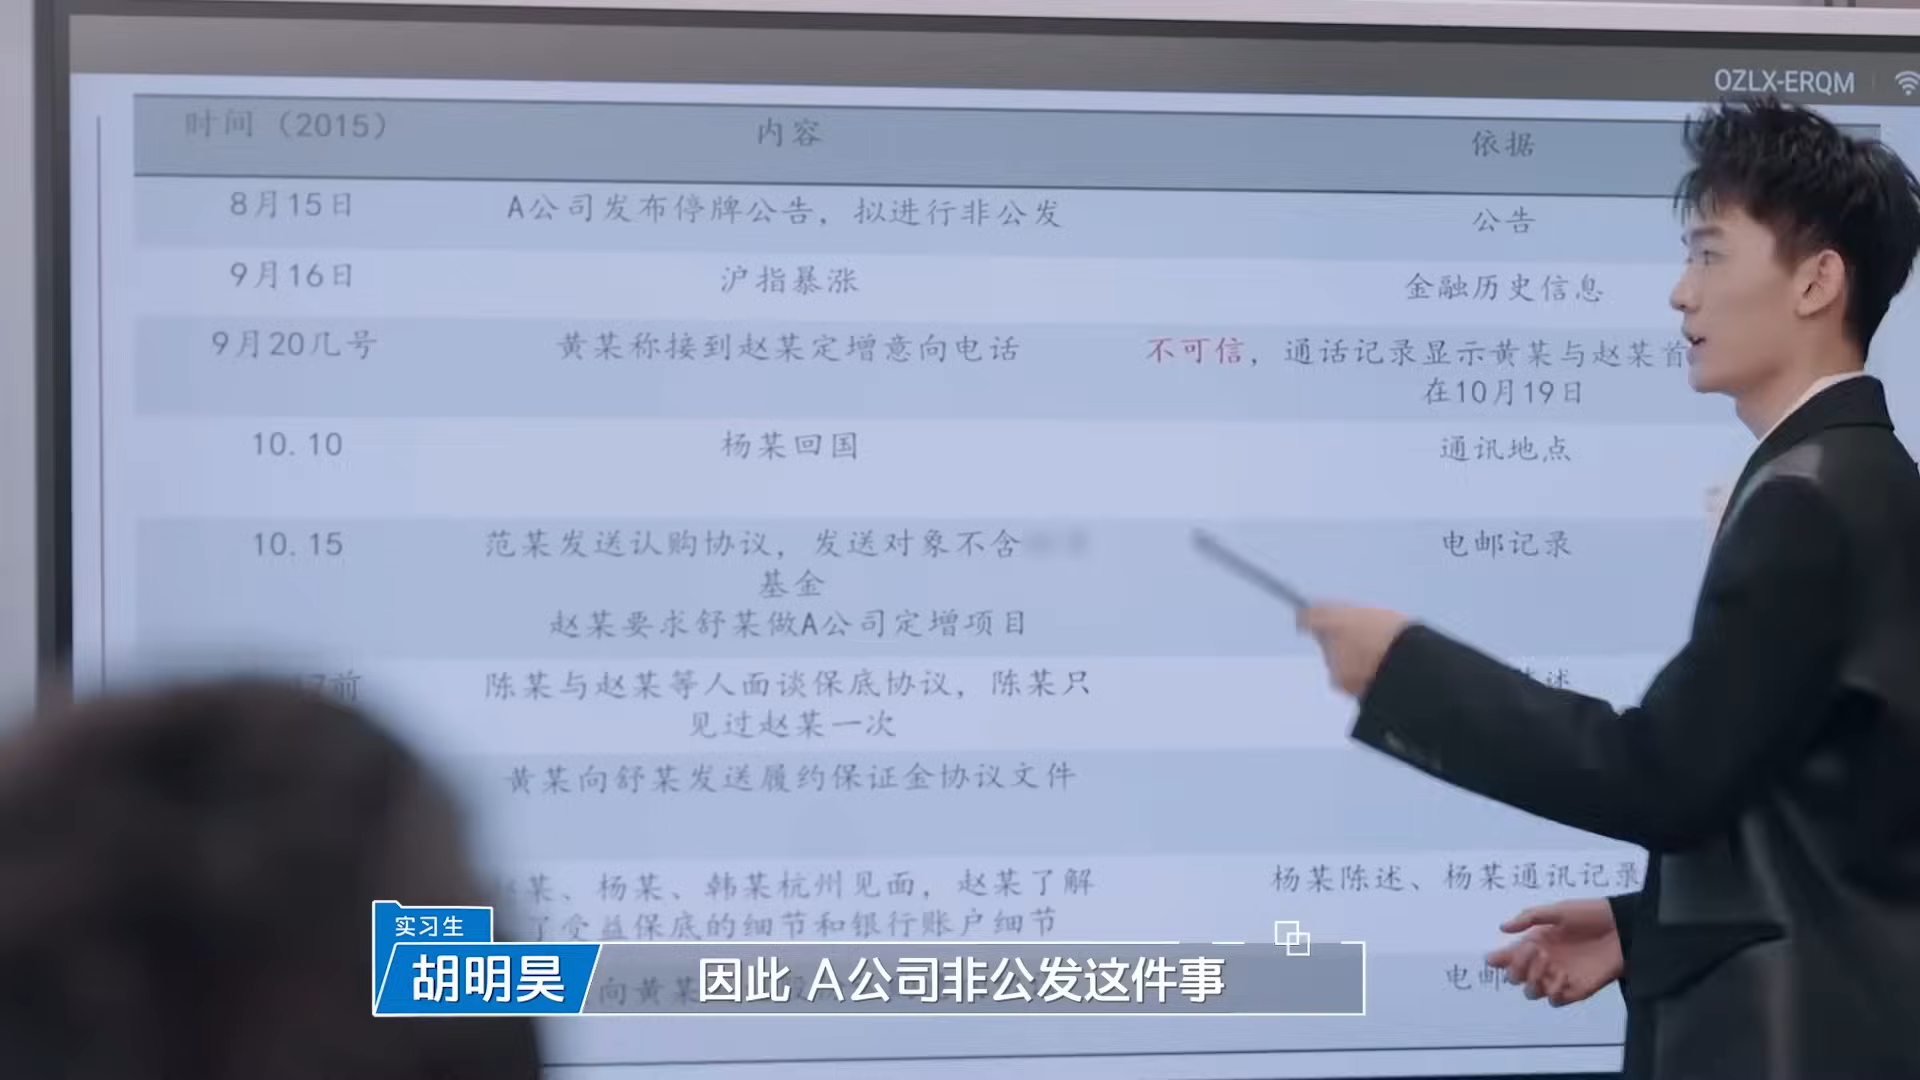 OZLX-ERQM
时间（2015） 内容 依据
8月15日 A公司发布停牌公告，拟进行非公发 公告
9月16日 沪指暴涨 金融历史信息
9月20几号 黄某称接到赵某定增意向电话 不可信，通话记录显示黄某与赵某首
在10月19日
10.10 杨某回国 通讯地点
10.15 范某发送认购协议，发送对象不含 电邮记录
基金
赵某要求舒某做A公司定增项目
前 陈某与赵某等人面谈保底协议，陈某只 述
见过赵某一次
黄某向舒某发送履约保证金协议文件
某、杨某、韩某杭州见面，赵某了解 杨某陈述、杨某通讯记录
了受益保底的细节和银行账户细节
向黄某 电邮
实习生
胡明昊 因此 A公司非公发这件事